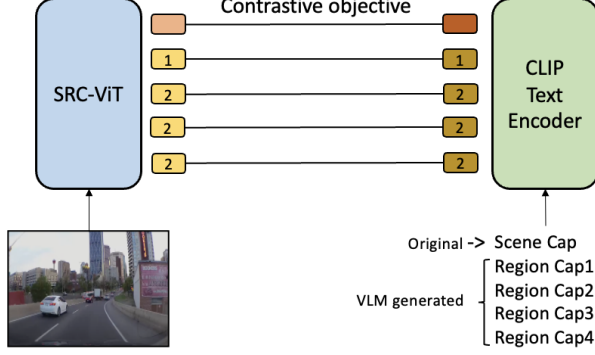 Contrastive objective
SRC-ViT
1
1
2
2
2
2
2
2
CLIP
Text
Encoder
Original -> Scene Cap
Region Cap1
Region Cap2
VLM generated
Region Cap3
Region Cap4